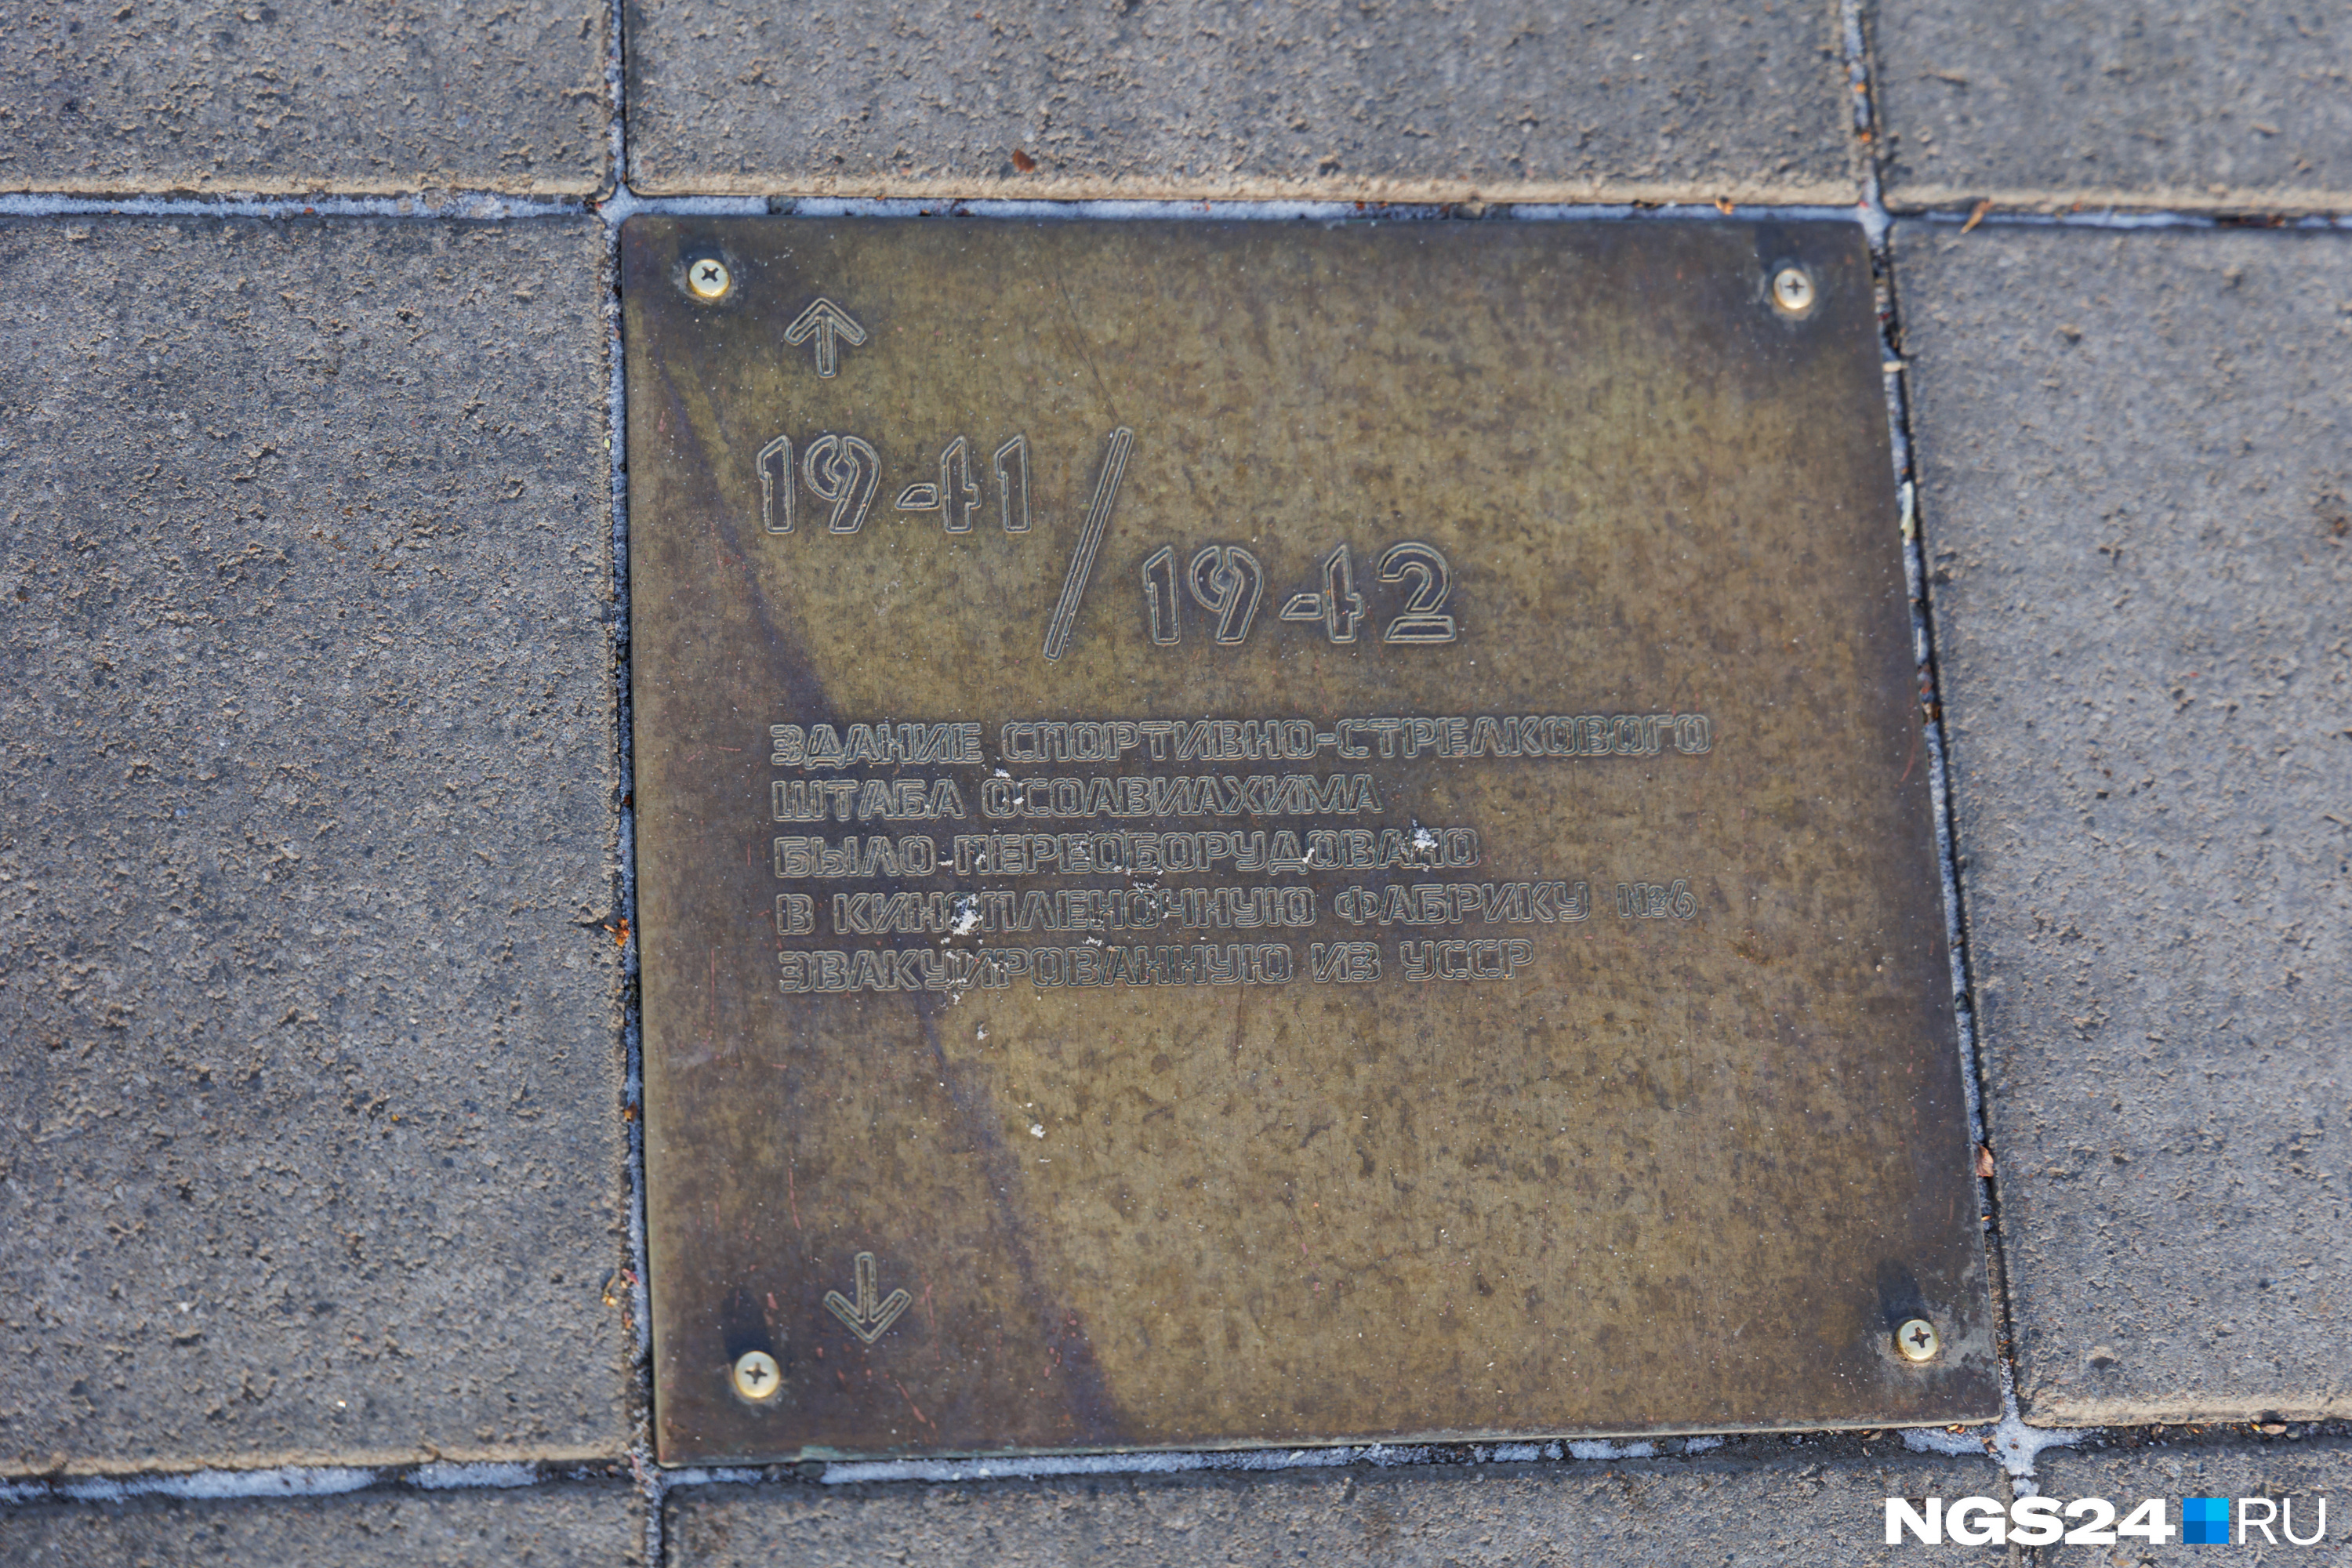 ↑
1941 /
1942
ЗДАНИЕ СПОРТИВНО-СТРЕЛКОВОГО
ШТАБА ОСОАВИАХИМА
БЫЛО ПЕРЕОБОРУДОВАНО
В КИНОПЛЕНОЧНУЮ ФАБРИКУ №6
ЭВАКУИРОВАННУЮ ИЗ УССР
↓
NGS24 RU